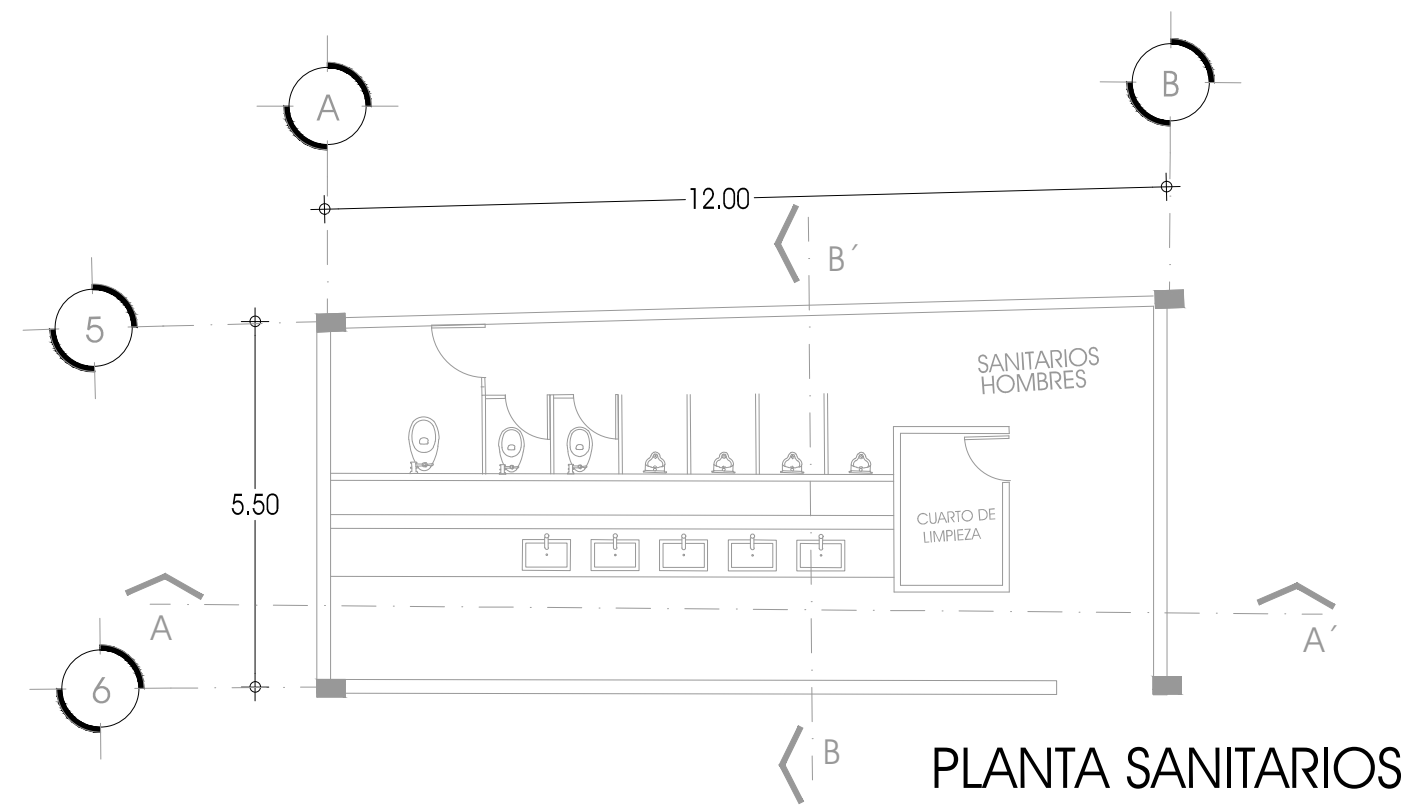 A
B
12.00
B´
5
SANITARIOS
HOMBRES
5.50
CUARTO DE
LIMPIEZA
A
A´
6
B
PLANTA SANITARIOS